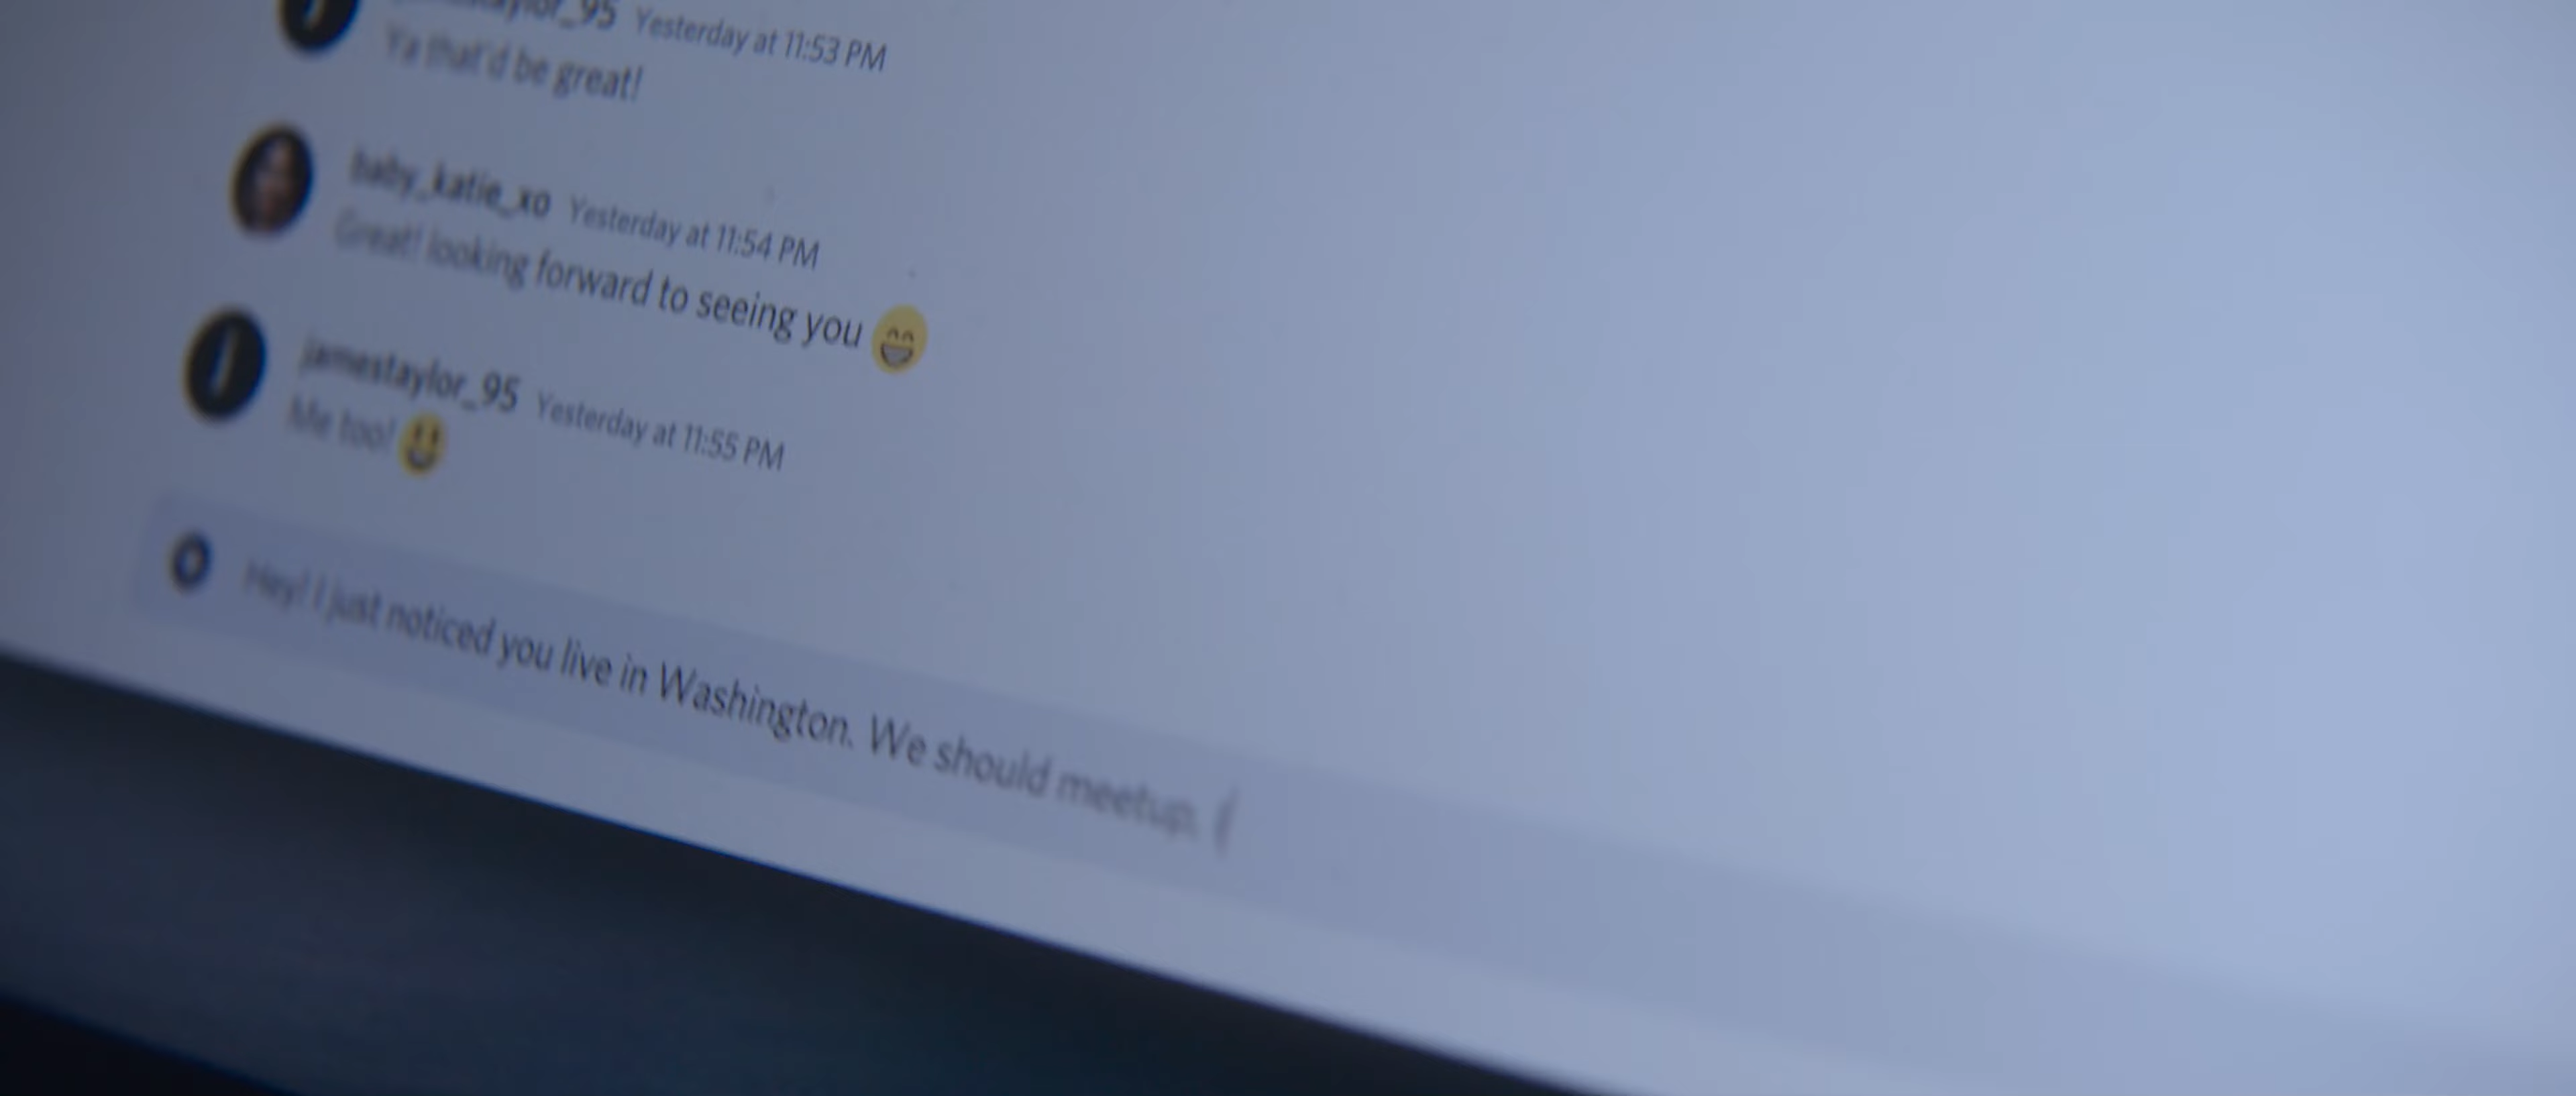 jamestaylor_95 Yesterday at 11:53 PM
Ya that'd be great!
baby_katie_xo Yesterday at 11:54 PM
Great! looking forward to seeing you 😄
jamestaylor_95 Yesterday at 11:55 PM
Me too! 😃
Hey! I just noticed you live in Washington. We should meetup. (